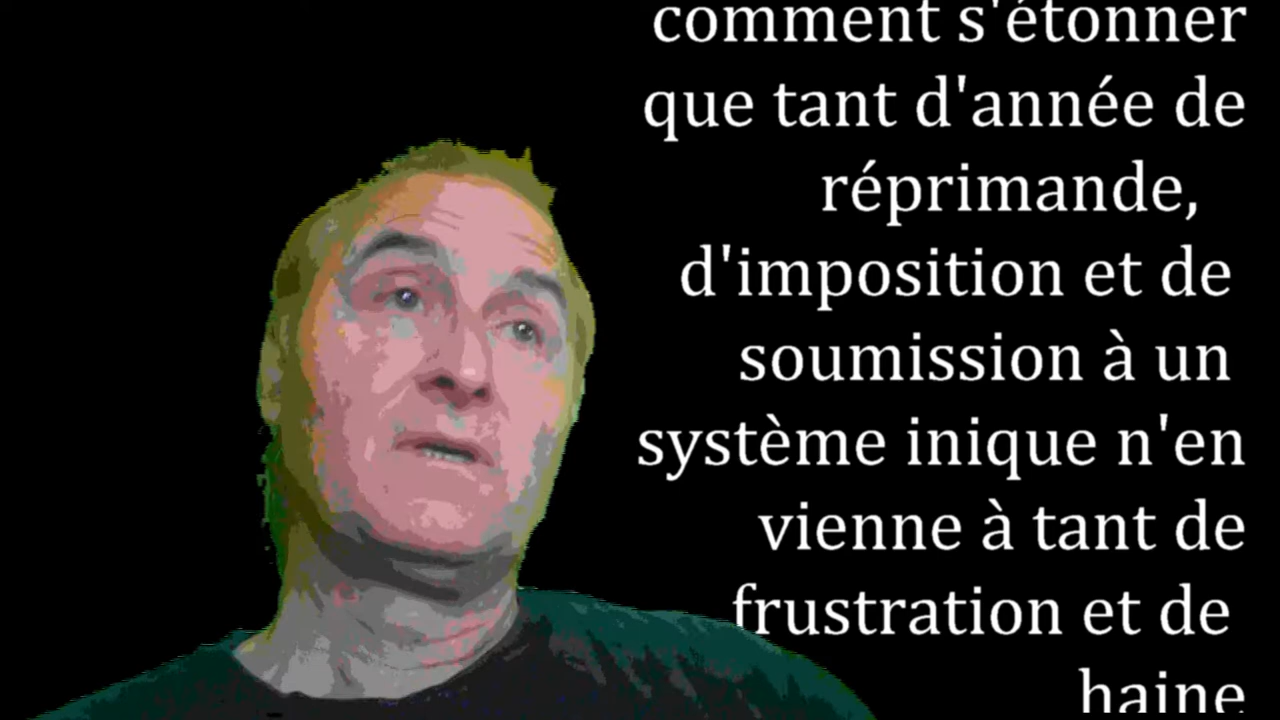 comment s'étonner
que tant d'année de
réprimande,
d'imposition et de
soumission à un
système inique n'en
vienne à tant de
frustration et de
haine